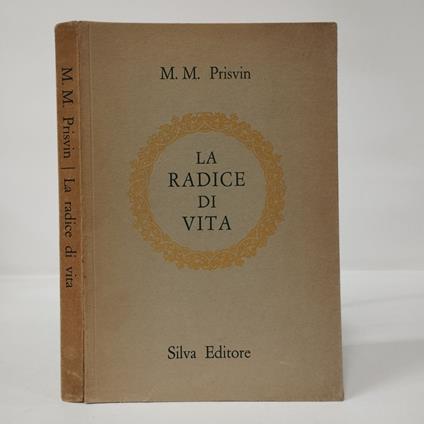 M. M. Prisvin | La radice di vita
M. M. Prisvin
LA
RADICE
DI
VITA
Silva Editore